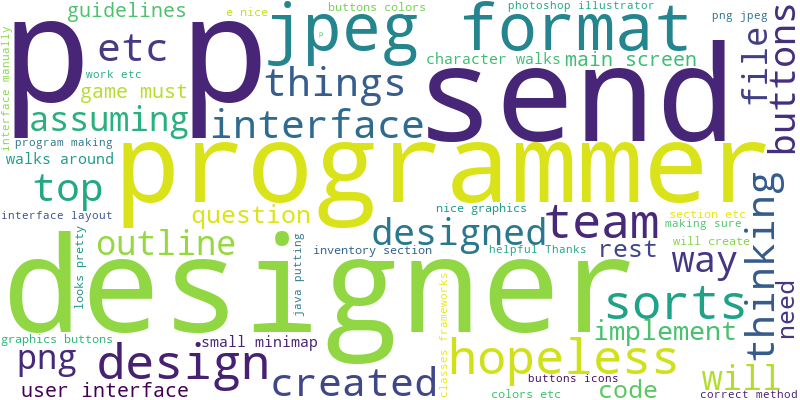 guidelines
e nice
buttons colors
photoshop illustrator
png jpeg
p p
jpeg
format
etc
work etc
p
character walks
main screen
file
buttons
interface manually
game must
things
send
assuming
interface
program making
walks around
programmer
top
interface layout
question
nice graphics
designed
team
section etc
making sure
thinking
outline
looks pretty
java putting
inventory section
helpful Thanks
rest
will create
way
need
designer
sorts
implement
graphics buttons
small minimap
png
design
hopeless
classes frameworks
user interface
created
buttons icons
colors etc
code
will
correct method